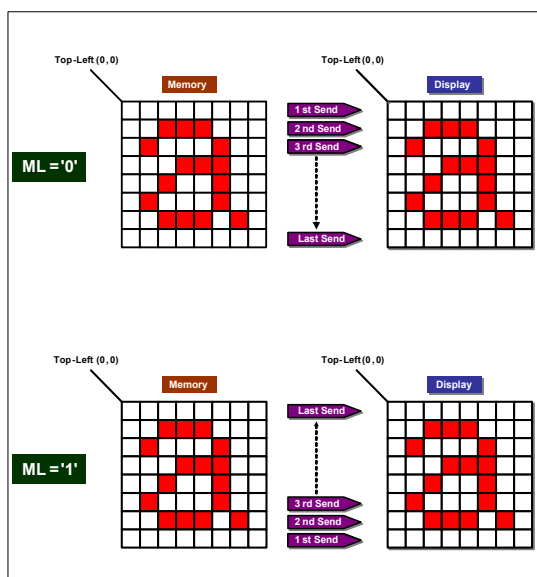 Top-Left (0,0)
Top-Left (0,0)
Memory
Display
1 st Send
2 nd Send
3 rd Send
ML ='0'
Last Send
Top-Left (0,0)
Top-Left (0,0)
Memory
Display
Last Send
ML ='1'
3 rd Send
2 nd Send
1 st Send